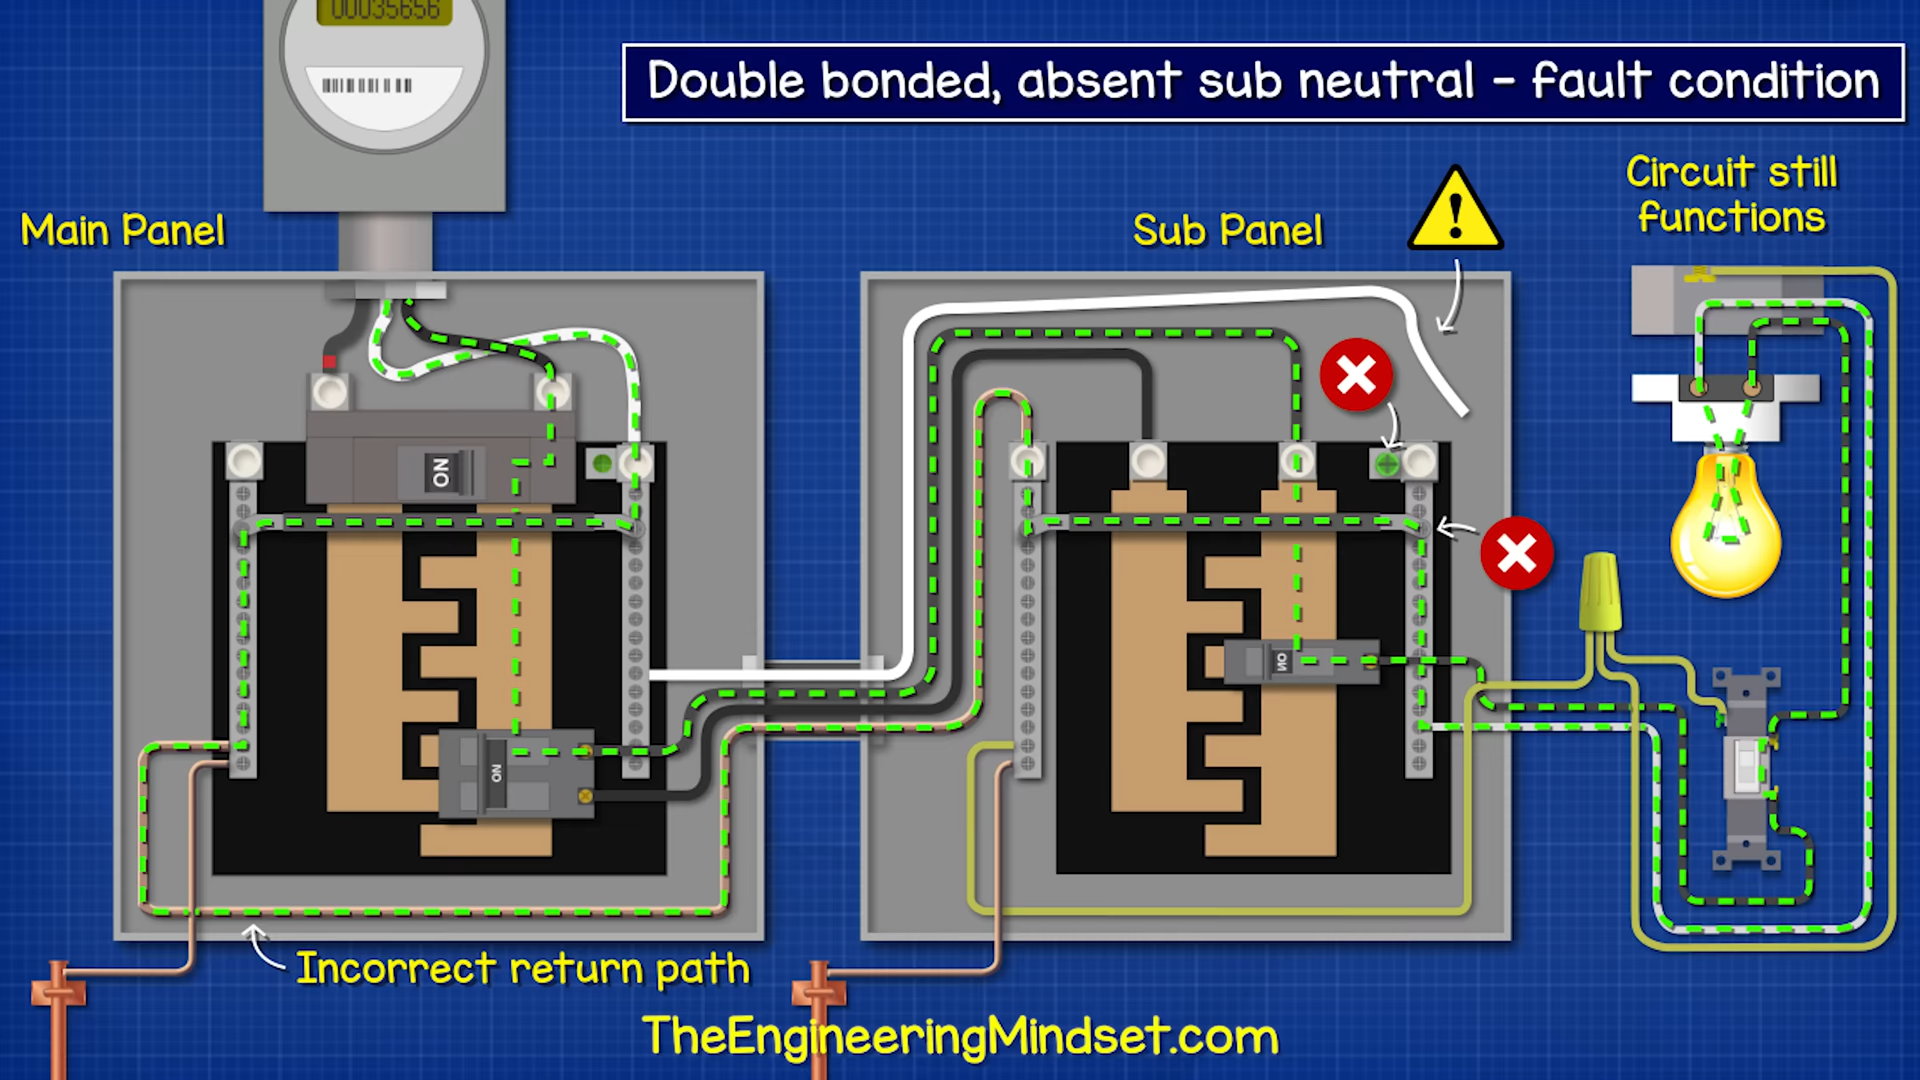 00035656
Double bonded, absent sub neutral - fault condition
Circuit still
functions
Main Panel
Sub Panel
!
ON
ON
ON
Incorrect return path
TheEngineeringMindset.com